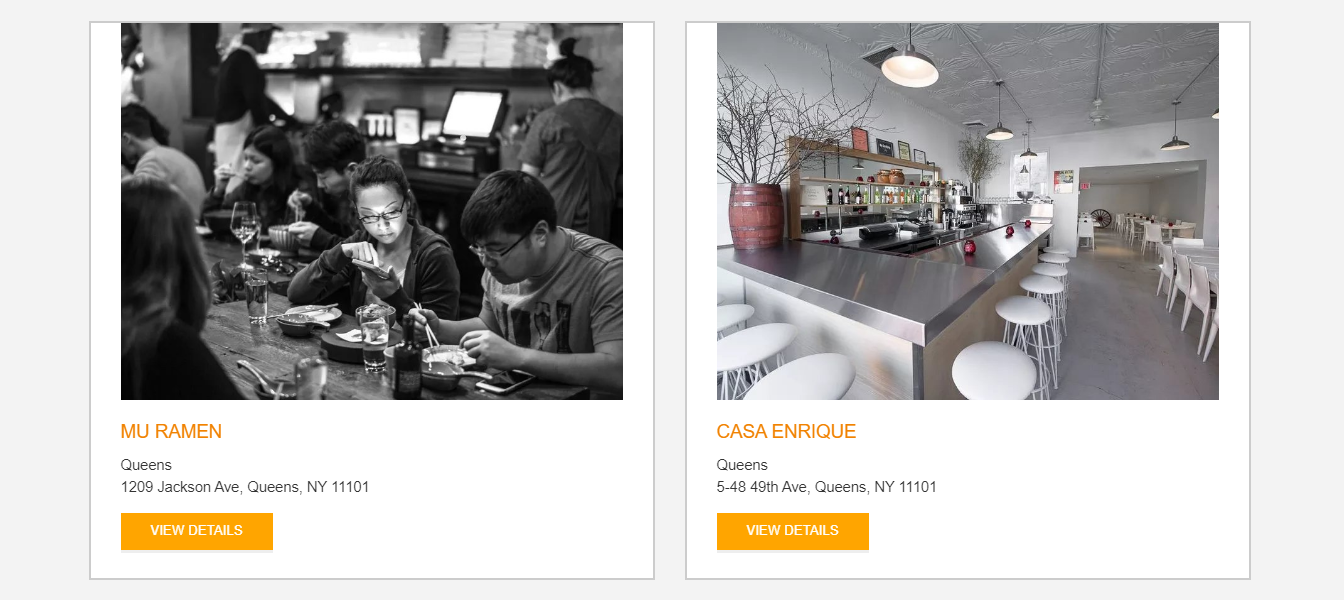 MU RAMEN
Queens
1209 Jackson Ave, Queens, NY 11101
VIEW DETAILS
CASA ENRIQUE
Queens
5-48 49th Ave, Queens, NY 11101
VIEW DETAILS